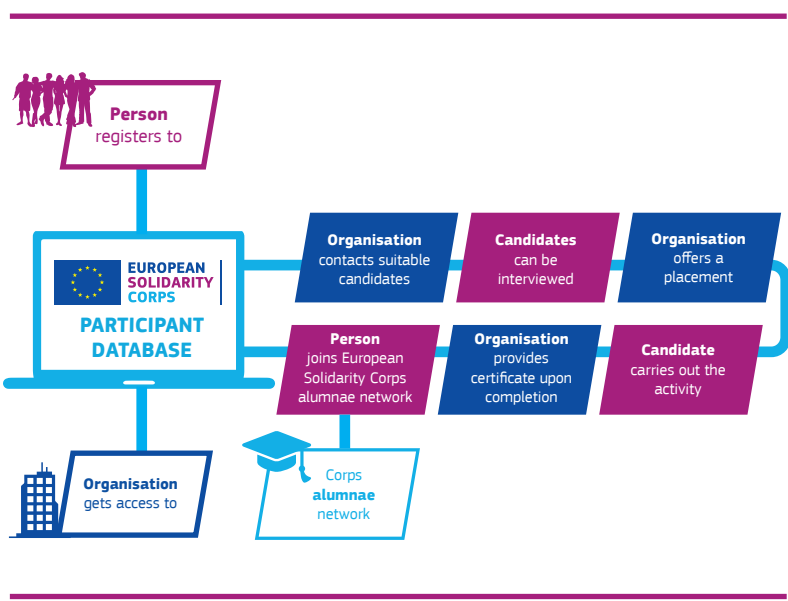 Person
registers to
EUROPEAN
SOLIDARITY
CORPS
PARTICIPANT
DATABASE
Organisation
gets access to
Organisation
contacts suitable
candidates
Candidates
can be
interviewed
Organisation
offers a
placement
Candidate
carries out the
activity
Organisation
provides
certificate upon
completion
Person
joins European
Solidarity Corps
alumnae network
Corps
alumnae
network